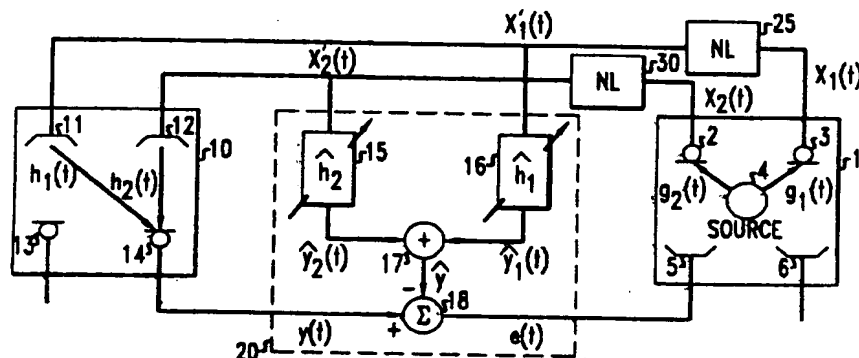 X'1(t)
NL
25
X'2(t)
NL
30
X1(t)
X2(t)
11
12
10
15
16
2
3
4
1
ĥ2
ĥ1
h1(t)
h2(t)
g2(t)
g1(t)
SOURCE
13
14
+
17
ŷ2(t)
ŷ1(t)
ŷ
5
6
-
18
Σ
+
y(t)
e(t)
20